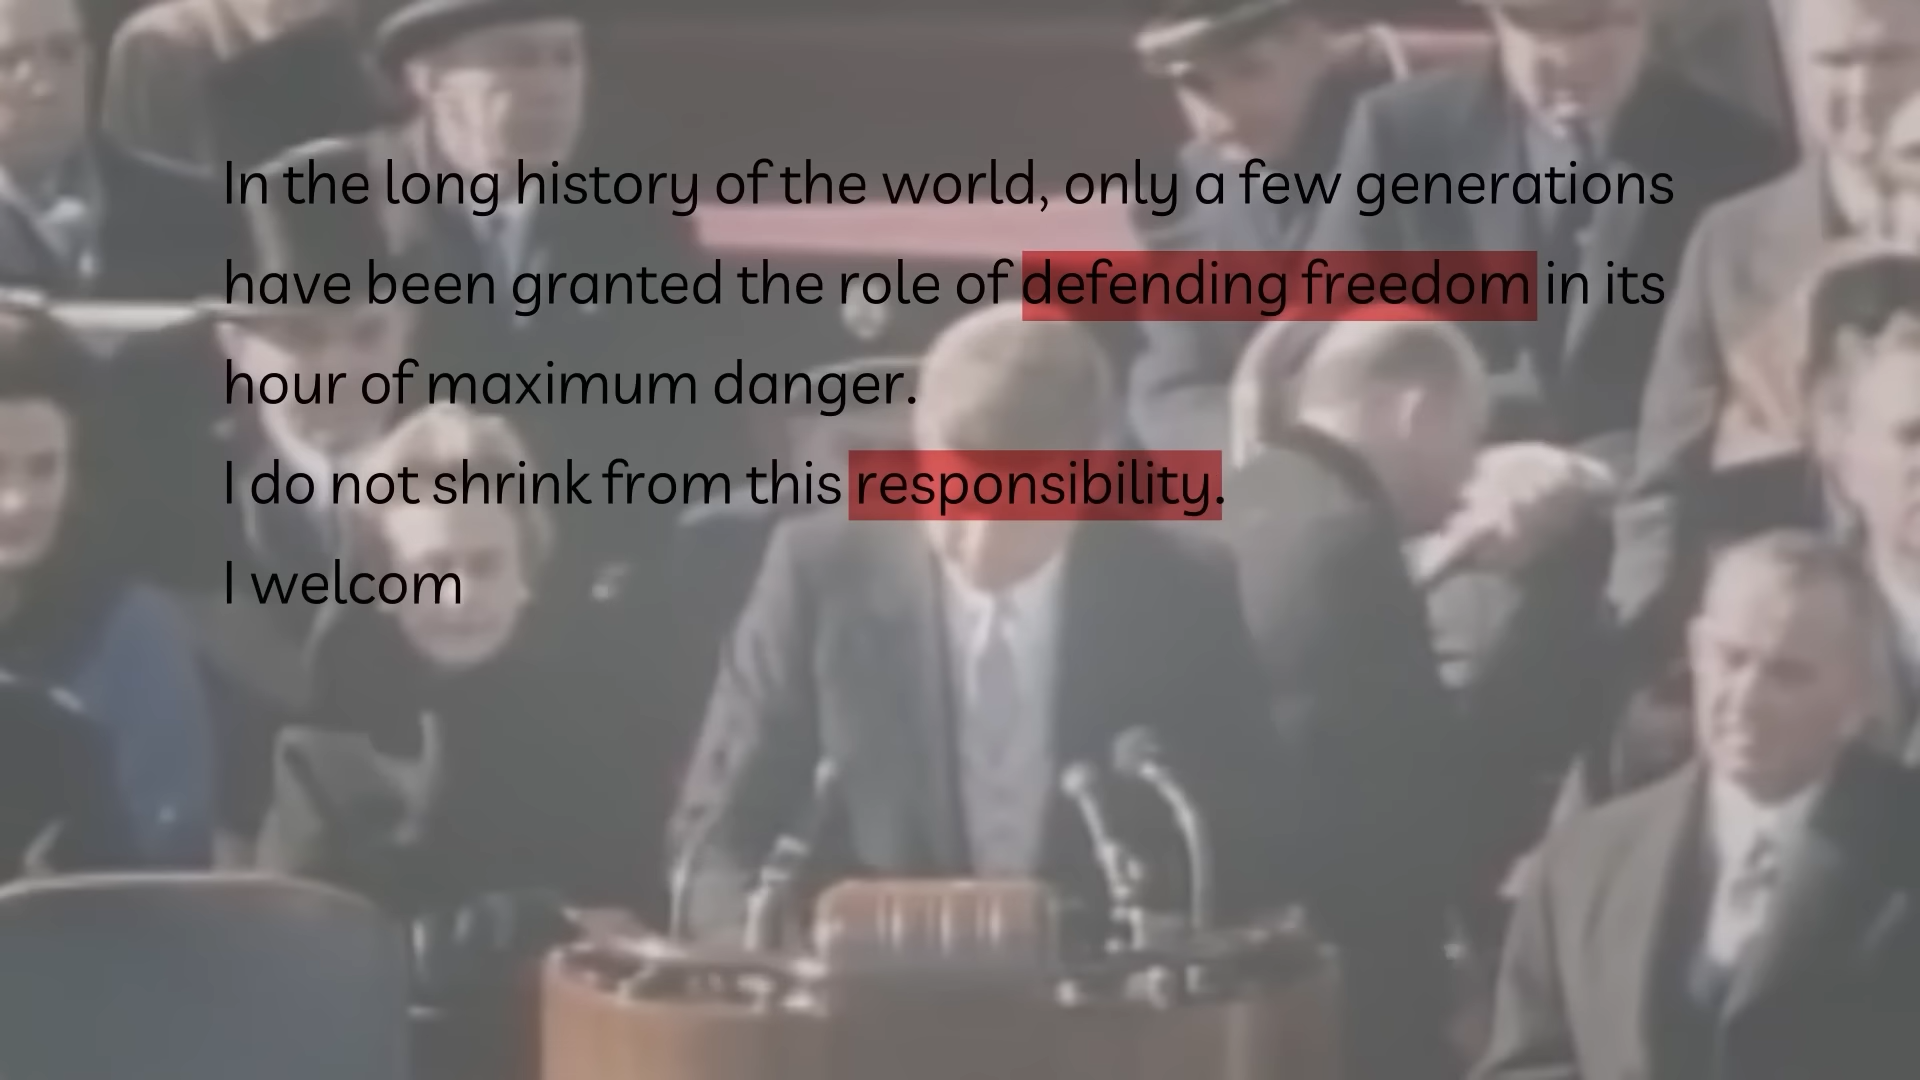 In the long history of the world, only a few generations
have been granted the role of defending freedom in its
hour of maximum danger.
I do not shrink from this responsibility.
I welcom